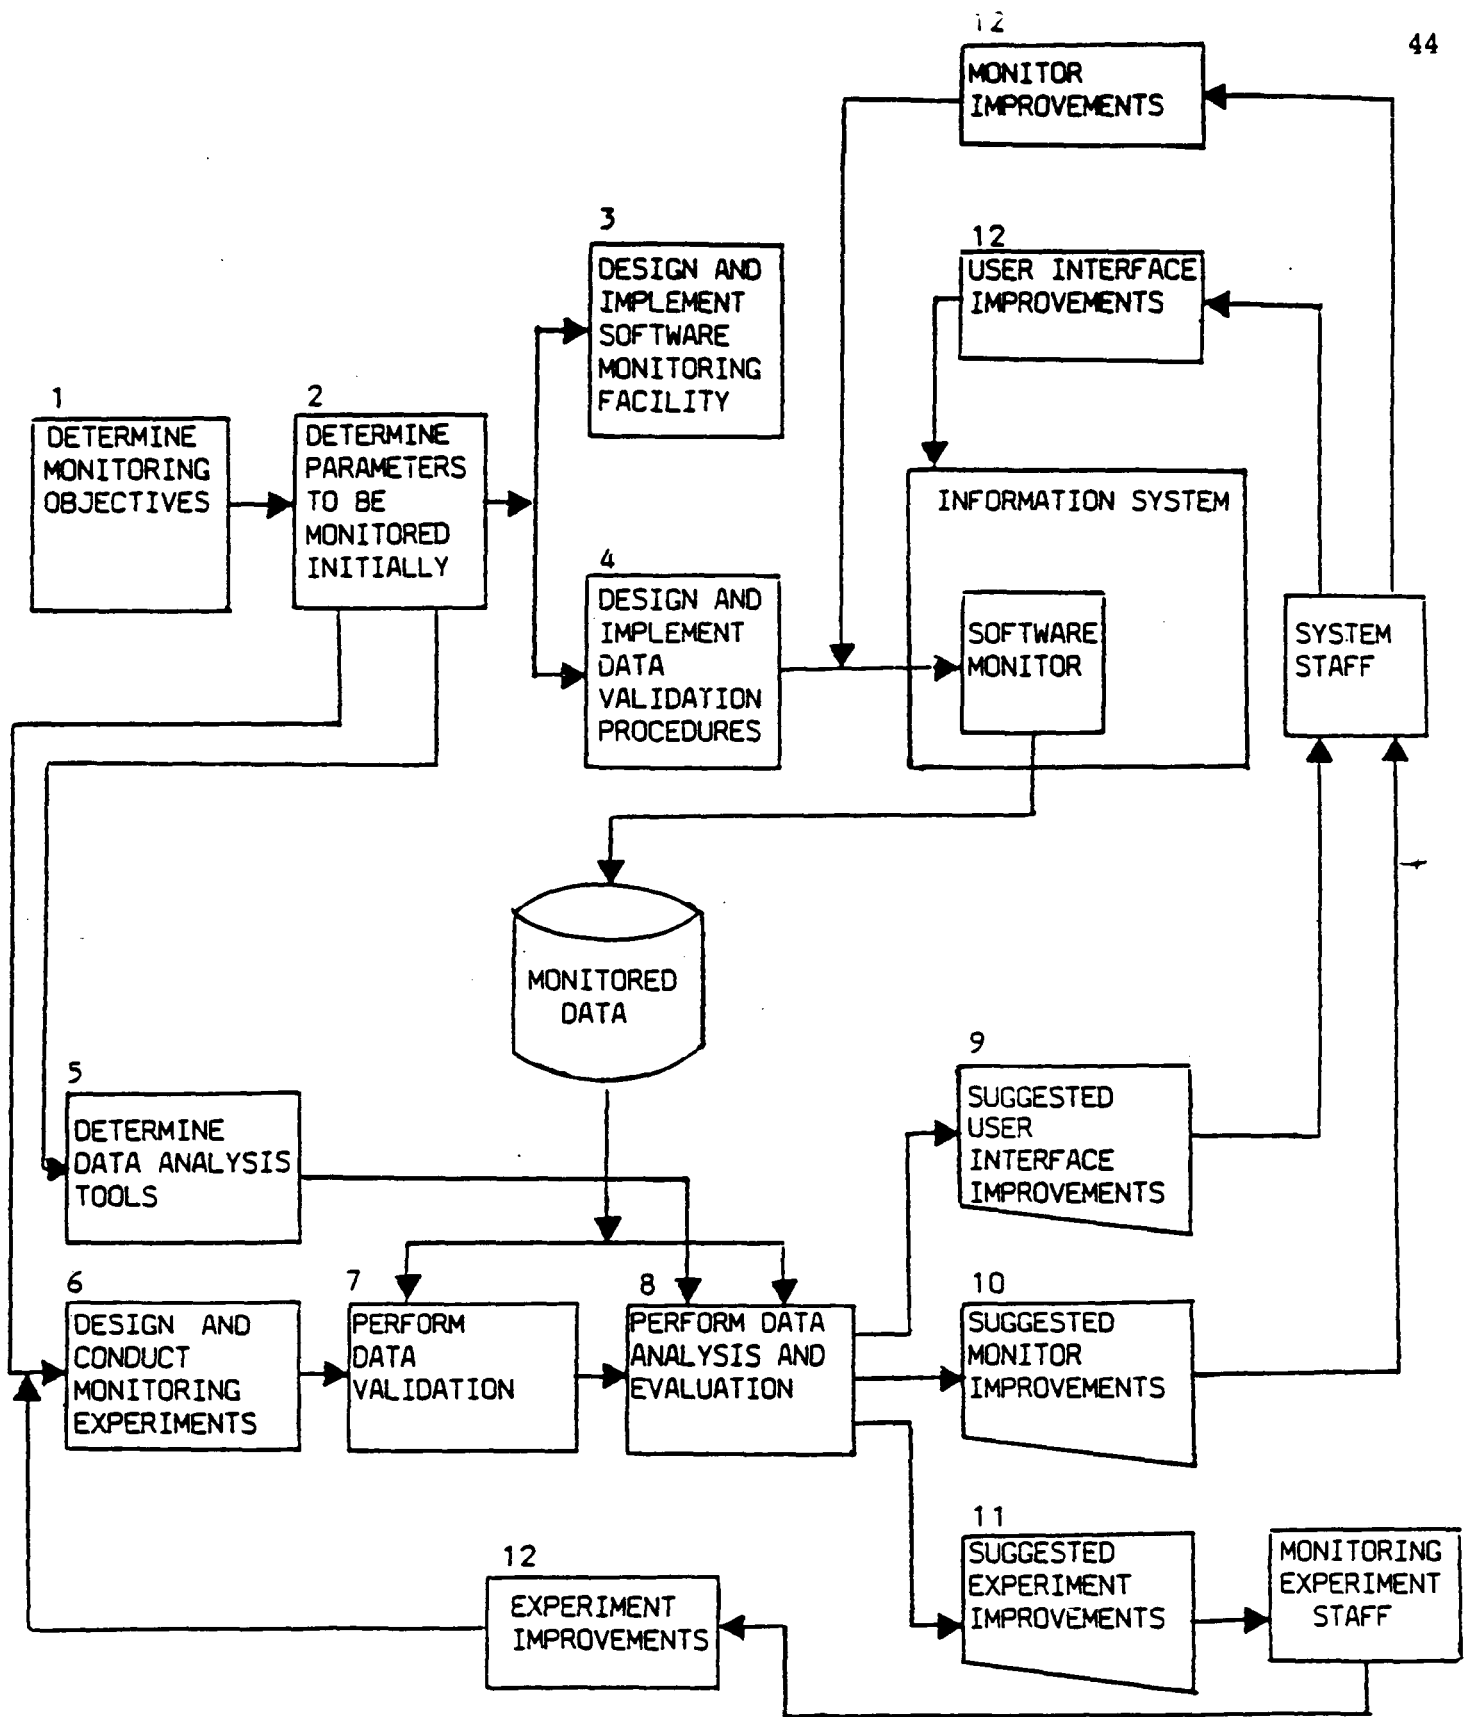 44
12
MONITOR
IMPROVEMENTS
3
DESIGN AND
IMPLEMENT
SOFTWARE
MONITORING
FACILITY
12
USER INTERFACE
IMPROVEMENTS
1
DETERMINE
MONITORING
OBJECTIVES
2
DETERMINE
PARAMETERS
TO BE
MONITORED
INITIALLY
INFORMATION SYSTEM
4
DESIGN AND
IMPLEMENT
DATA
VALIDATION
PROCEDURES
SOFTWARE
MONITOR
SYSTEM
STAFF
MONITORED
DATA
5
DETERMINE
DATA ANALYSIS
TOOLS
9
SUGGESTED
USER
INTERFACE
IMPROVEMENTS
6
DESIGN AND
CONDUCT
MONITORING
EXPERIMENTS
7
PERFORM
DATA
VALIDATION
8
PERFORM DATA
ANALYSIS AND
EVALUATION
10
SUGGESTED
MONITOR
IMPROVEMENTS
11
SUGGESTED
EXPERIMENT
IMPROVEMENTS
MONITORING
EXPERIMENT
STAFF
12
EXPERIMENT
IMPROVEMENTS